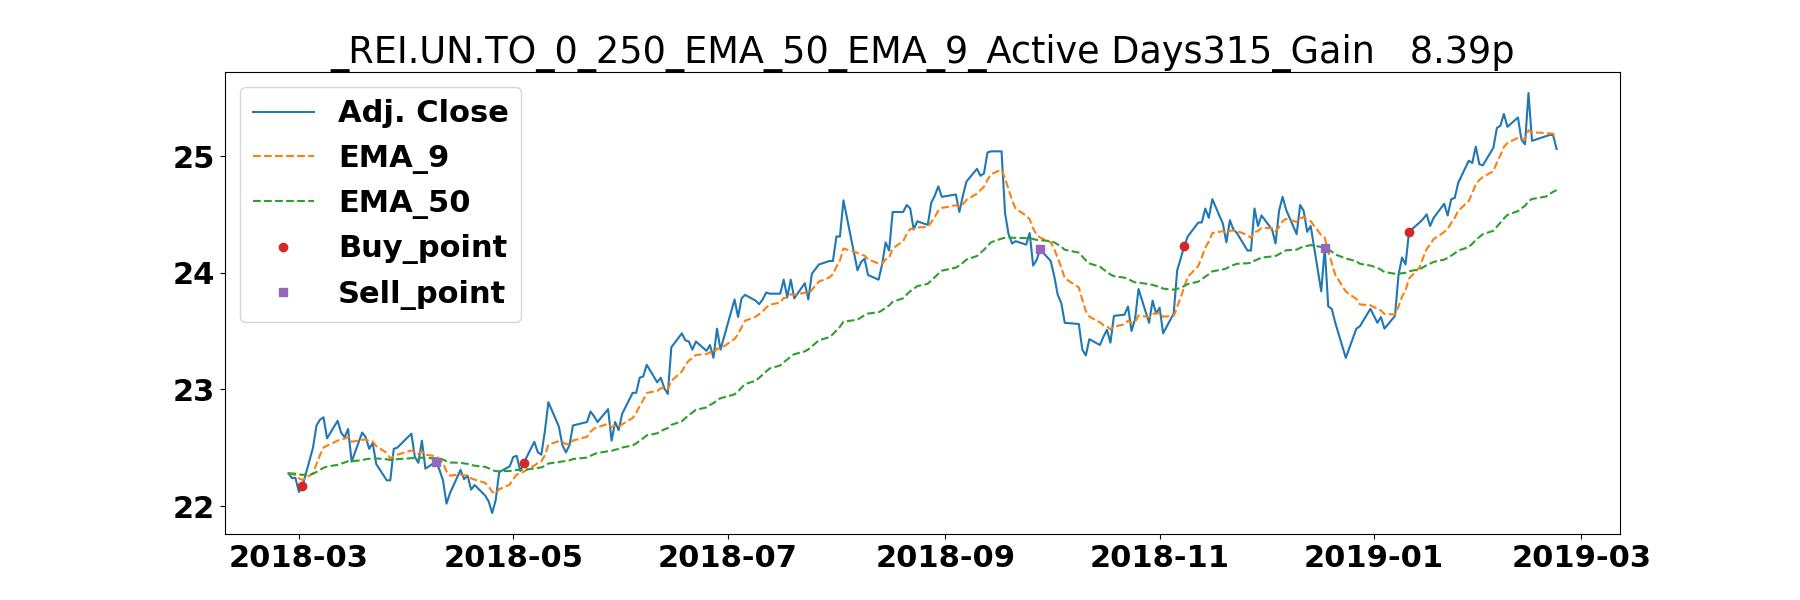 _REI.UN.TO_0_250_EMA_50_EMA_9_Active Days315_Gain   8.39p
Adj. Close
EMA_9
EMA_50
Buy_point
Sell_point
25
24
23
22
2018-03 2018-05 2018-07 2018-09 2018-11 2019-01 2019-03